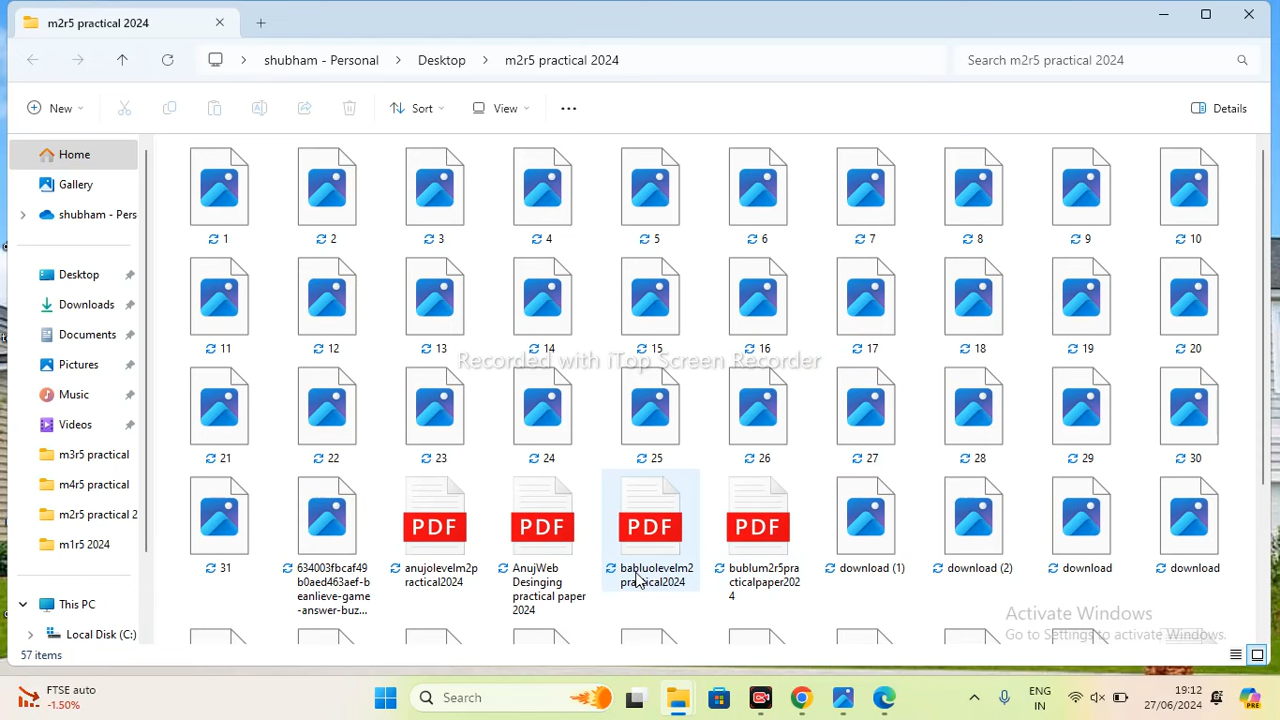 m2r5 practical 2024
shubham - Personal > Desktop > m2r5 practical 2024
Search m2r5 practical 2024
New
Sort
View
Details
Home
Gallery
shubham - Pers
Desktop
Downloads
Documents
Pictures
Music
Videos
m3r5 practical
m4r5 practical
m2r5 practical 2
m1r5 2024
This PC
Local Disk (C:)
1 2 3 4 5 6 7 8 9 10
11 12 13 14 15 16 17 18 19 20
Recorded with iTop Screen Recorder
21 22 23 24 25 26 27 28 29 30
PDF PDF PDF PDF
31
634003fbcaf49
b0aed463aef-b
eanlieve-game
-answer-buz...
anujolevelm2p
ractical2024
AnujWeb
Desinging
practical paper
2024
babluolevelm2
practical2024
bublum2r5pra
cticalpaper202
4
download (1)
download (2)
download
download
Activate Windows
Go to Settings to activate Windows.
57 items
FTSE auto
-1.50%
Search
ENG
IN
19:12
27/06/2024
PRE